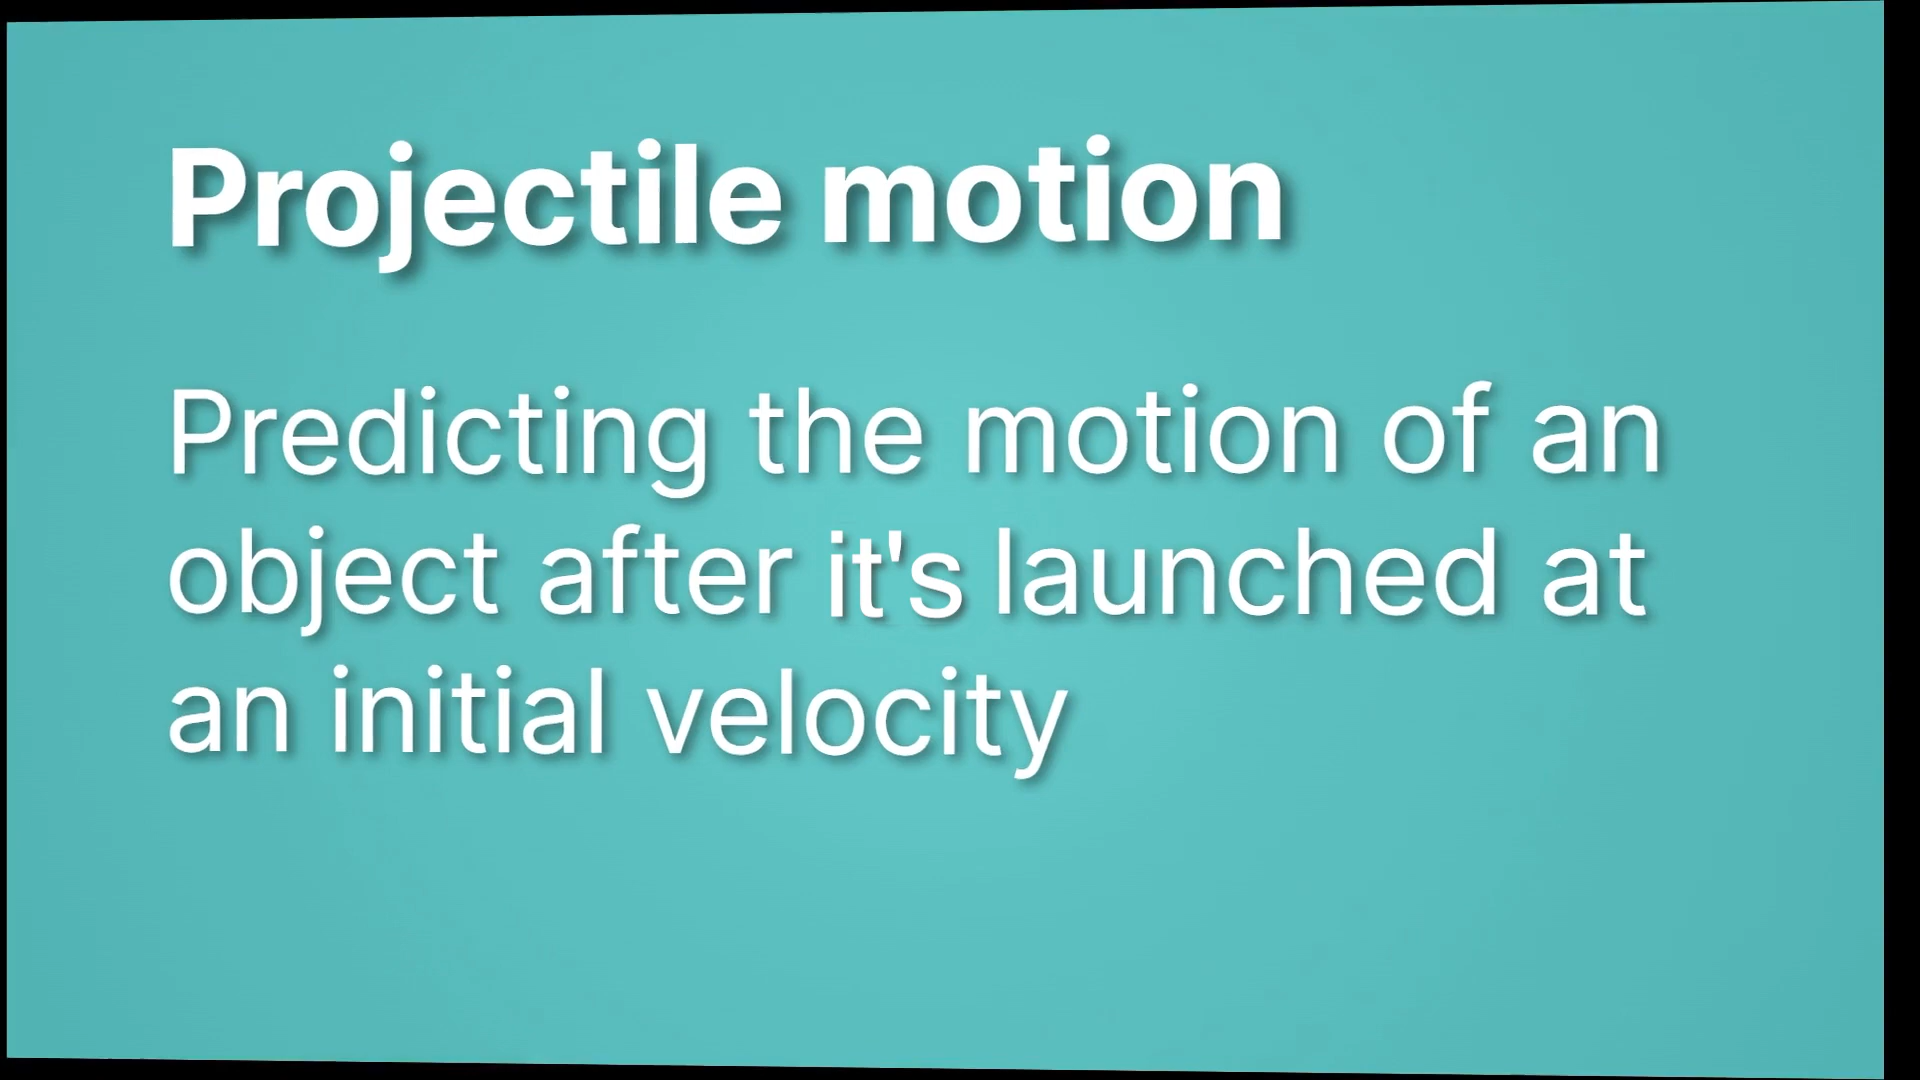 Projectile motion
Predicting the motion of an
object after it's launched at
an initial velocity